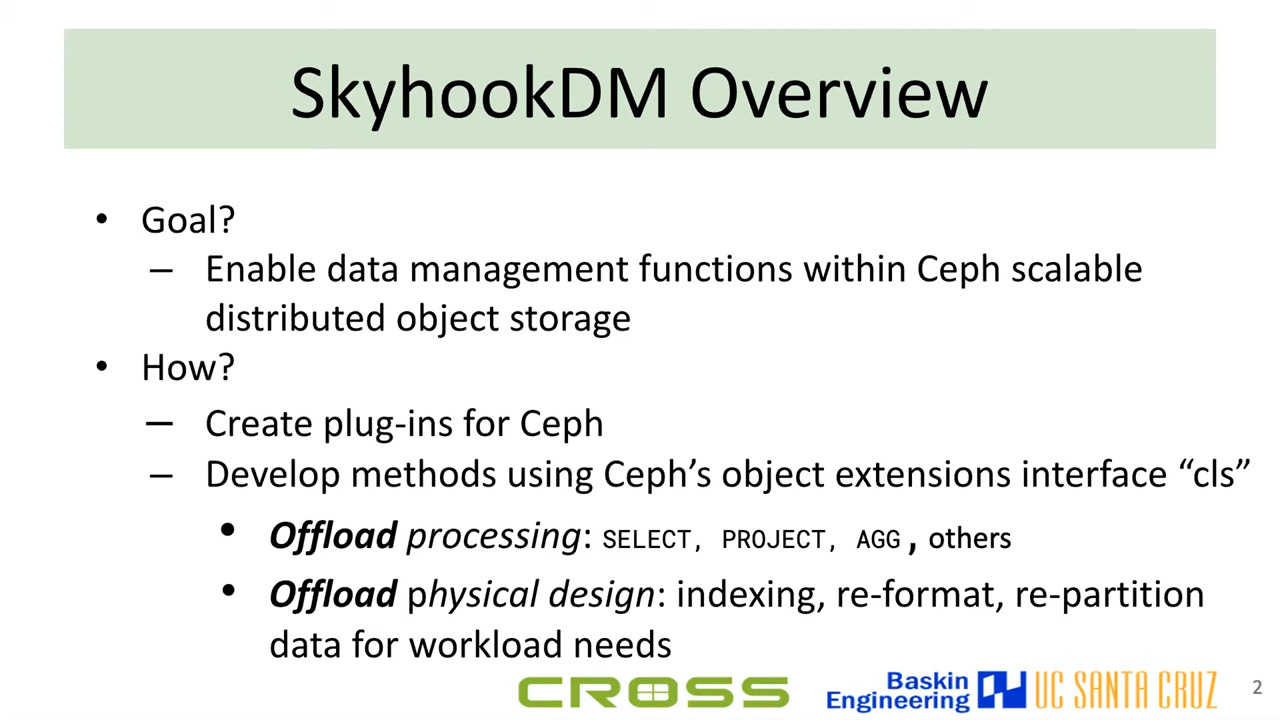 SkyhookDM Overview
• Goal?
– Enable data management functions within Ceph scalable
distributed object storage
• How?
– Create plug-ins for Ceph
– Develop methods using Ceph’s object extensions interface “cls”
• Offload processing: SELECT, PROJECT, AGG, others
• Offload physical design: indexing, re-format, re-partition
data for workload needs
CROSS
Baskin
Engineering
UC SANTA CRUZ
2